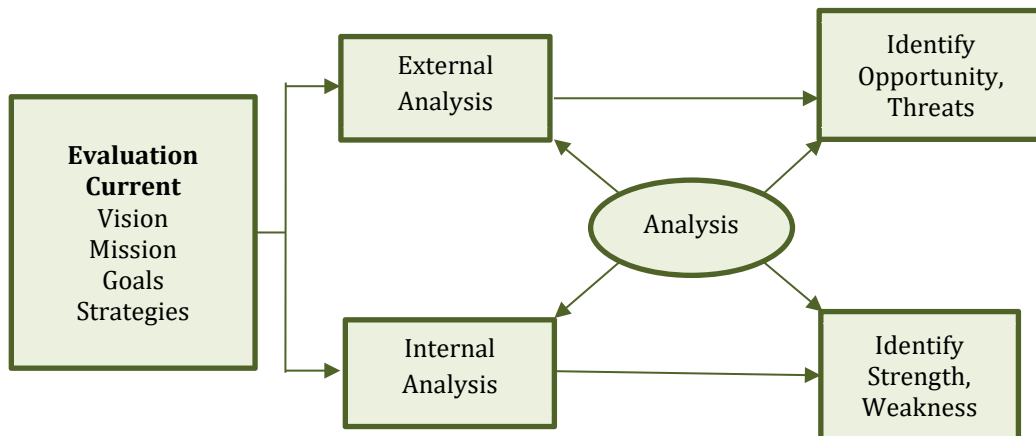 Evaluation
Current
Vision
Mission
Goals
Strategies
External
Analysis
Identify
Opportunity,
Threats
Analysis
Internal
Analysis
Identify
Strength,
Weakness